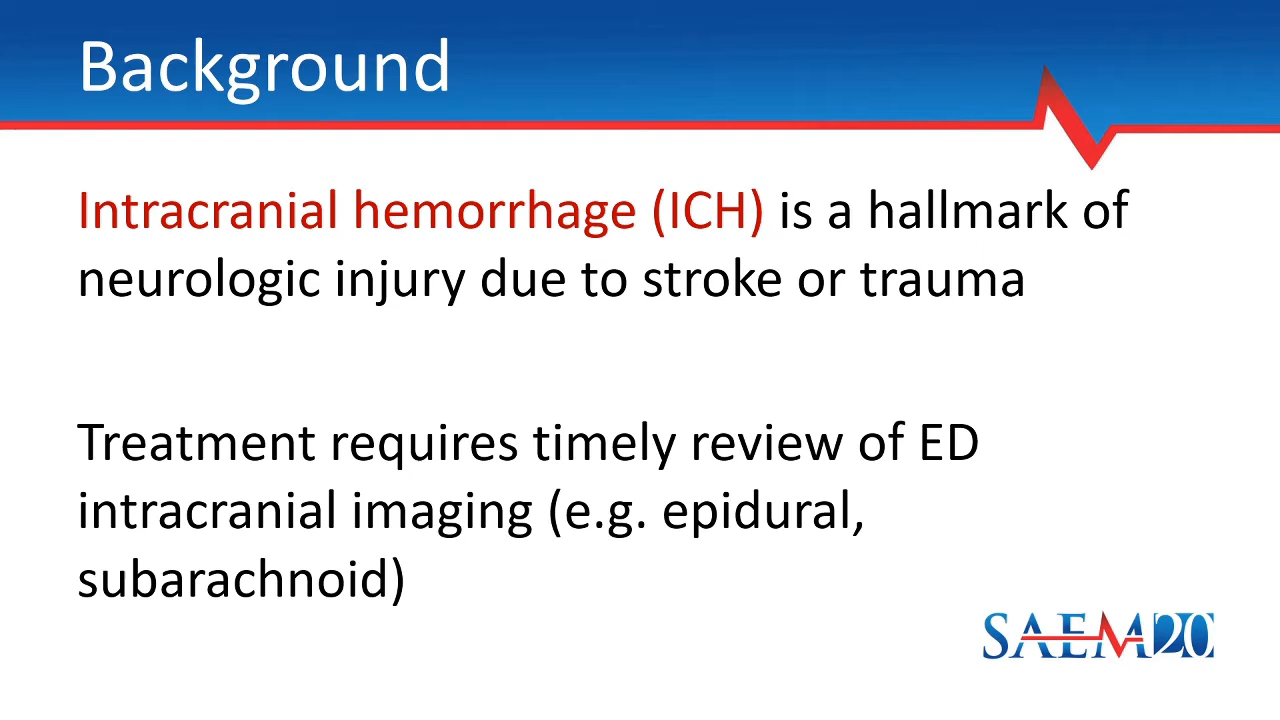 Background
Intracranial hemorrhage (ICH) is a hallmark of
neurologic injury due to stroke or trauma
Treatment requires timely review of ED
intracranial imaging (e.g. epidural,
subarachnoid)
SAEM20